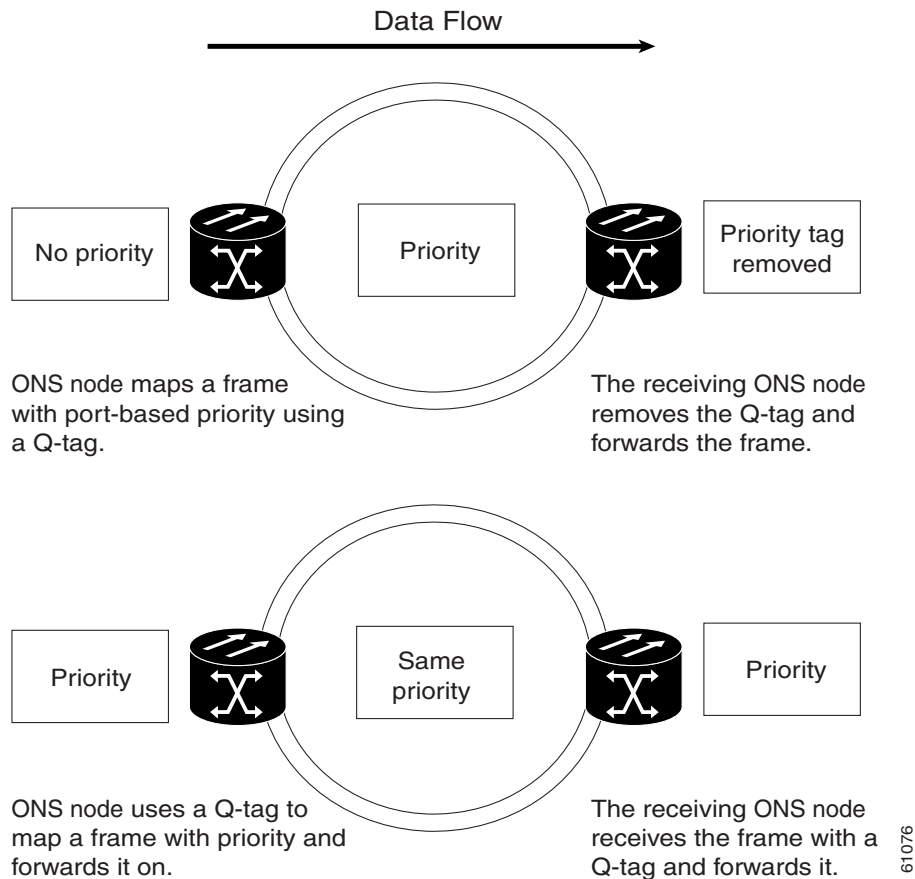 Data Flow
No priority
Priority
Priority tag
removed
ONS node maps a frame
with port-based priority using
a Q-tag.
The receiving ONS node
removes the Q-tag and
forwards the frame.
Priority
Same
priority
Priority
ONS node uses a Q-tag to
map a frame with priority and
forwards it on.
The receiving ONS node
receives the frame with a
Q-tag and forwards it.
61076